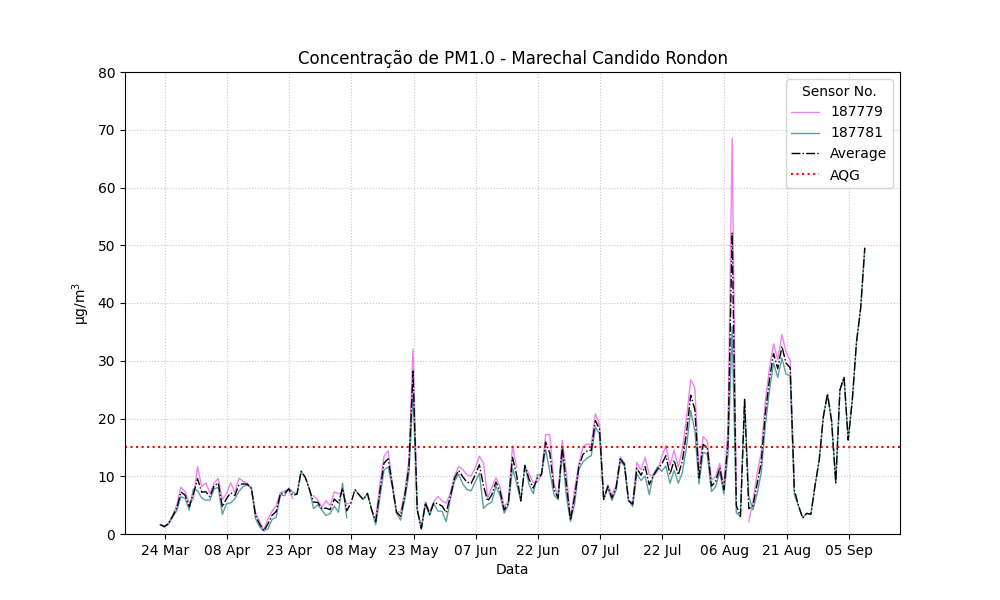 Concentração de PM1.0 - Marechal Candido Rondon
80
70
60
50
40
30
20
10
0
µg/m³
Sensor No.
187779
187781
Average
AQG
24 Mar 08 Apr 23 Apr 08 May 23 May 07 Jun 22 Jun 07 Jul 22 Jul 06 Aug 21 Aug 05 Sep
Data